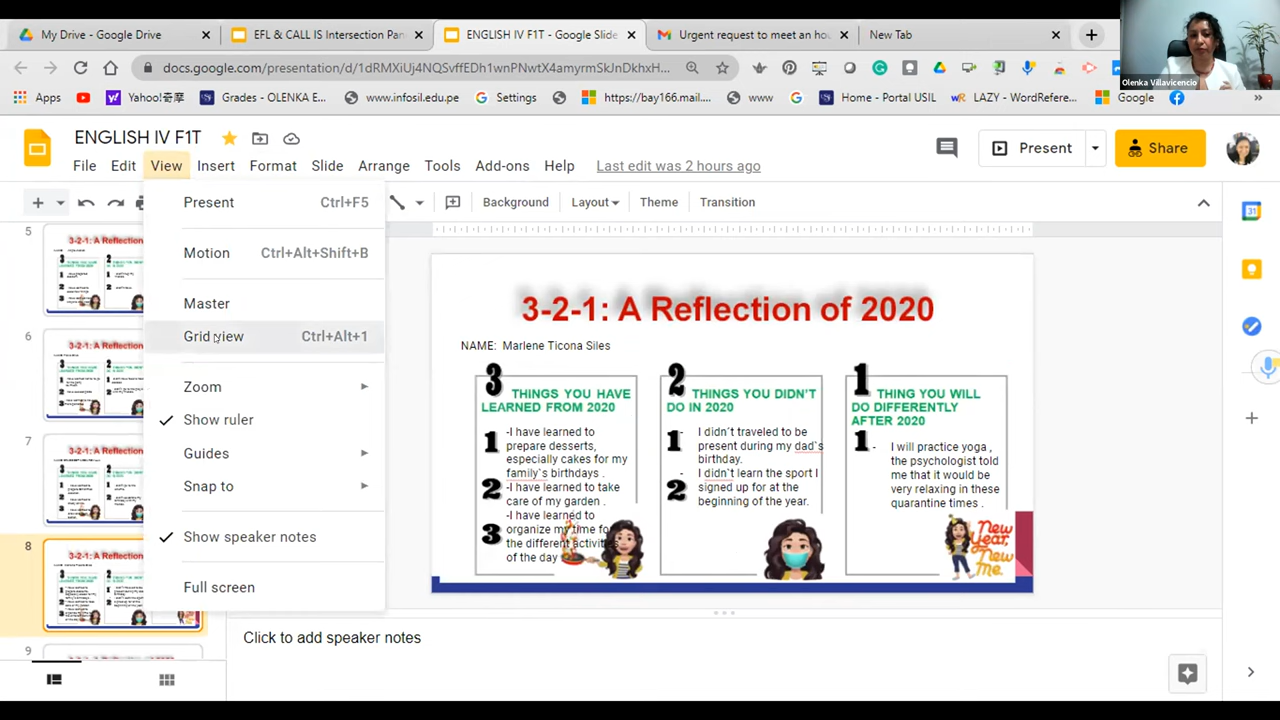 My Drive - Google Drive
EFL & CALL IS Intersection Pan
ENGLISH IV F1T - Google Slide
Urgent request to meet an hou
New Tab
docs.google.com/presentation/d/
Olenka Villavicencio
Apps
Yahoo!奇摩
Grades - OLENKA E...
www.infosil.edu.pe
Settings
https://bay166.mail....
www
Home - Portal USIL
LAZY - WordRefere...
Google
»
ENGLISH IV F1T
File Edit View Insert Format Slide Arrange Tools Add-ons Help Last edit was 2 hours ago
Present
Share
Present Ctrl+F5
Motion Ctrl+Alt+Shift+B
Master
Grid view Ctrl+Alt+1
Zoom
Show ruler
Guides
Snap to
Show speaker notes
Full screen
Background Layout Theme Transition
5
6
7
8
9
3-2-1: A Reflection of 2020
NAME: Marlene Ticona Siles
3 THINGS YOU HAVE
LEARNED FROM 2020
1 -I have learned to
prepare desserts,
especially cakes for my
family`s birthdays .
2 -I have learned to take
care of my garden .
-I have learned to
3 organize my time for
the different activities
of the day
2 THINGS YOU DIDN'T
DO IN 2020
1 - I didn´t traveled to be
present during my dad`s
birthday.
2 - I didn't learn the sport I
signed up for at the
beginning of the year.
1 THING YOU WILL
DO DIFFERENTLY
AFTER 2020
1 - I will practice yoga ,
the psychologist told
me that it would be
very relaxing in these
quarantine times .
New
Year,
New
Me.
Click to add speaker notes